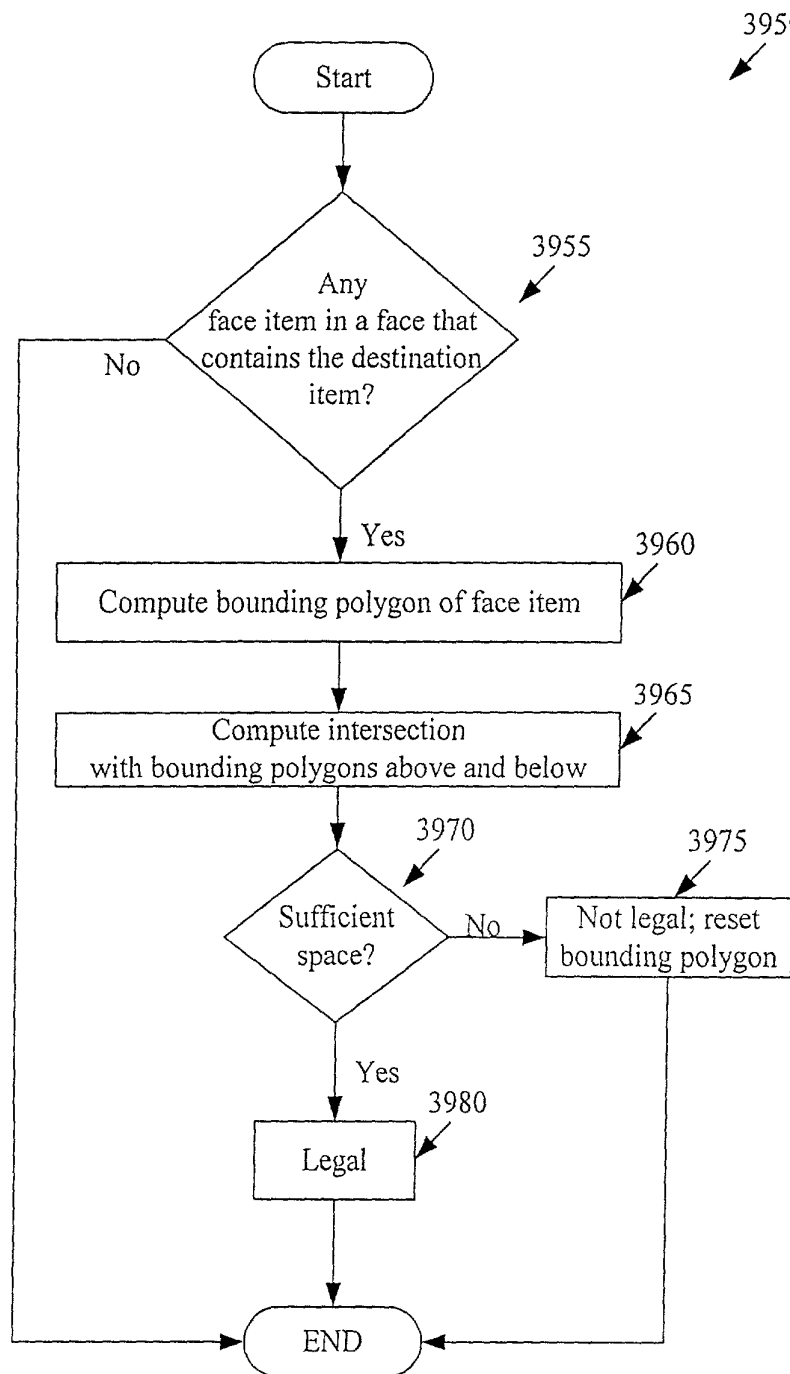 Start
3955
Any
face item in a face that
contains the destination
item?
No
Yes
3960
Compute bounding polygon of face item
3965
Compute intersection
with bounding polygons above and below
3970
3975
Sufficient
space?
No
Not legal; reset
bounding polygon
Yes
3980
Legal
END